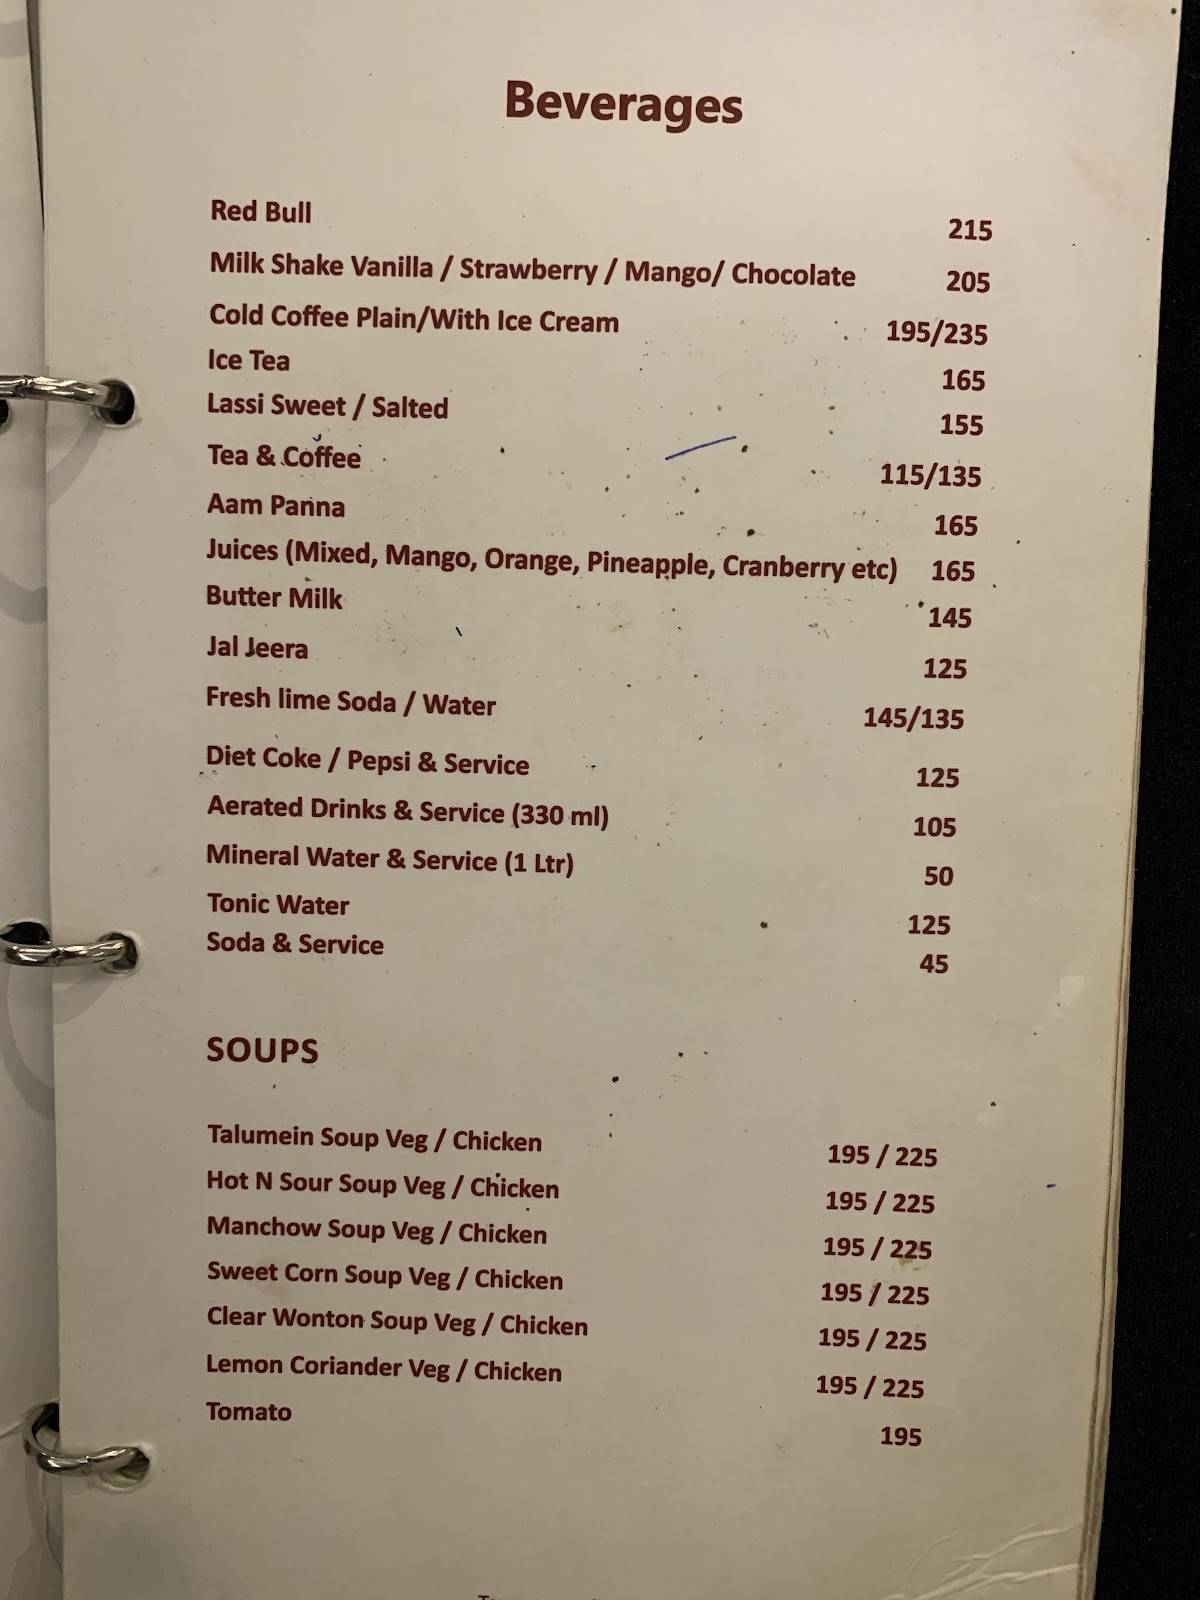 Beverages
Red Bull 215
Milk Shake Vanilla / Strawberry / Mango/ Chocolate 205
Cold Coffee Plain/With Ice Cream 195/235
Ice Tea 165
Lassi Sweet / Salted 155
Tea & Coffee 115/135
Aam Panna 165
Juices (Mixed, Mango, Orange, Pineapple, Cranberry etc) 165
Butter Milk 145
Jal Jeera 125
Fresh lime Soda / Water 145/135
Diet Coke / Pepsi & Service 125
Aerated Drinks & Service (330 ml) 105
Mineral Water & Service (1 Ltr) 50
Tonic Water 125
Soda & Service 45
SOUPS
Talumein Soup Veg / Chicken 195 / 225
Hot N Sour Soup Veg / Chicken 195 / 225
Manchow Soup Veg / Chicken 195 / 225
Sweet Corn Soup Veg / Chicken 195 / 225
Clear Wonton Soup Veg / Chicken 195 / 225
Lemon Coriander Veg / Chicken 195 / 225
Tomato 195